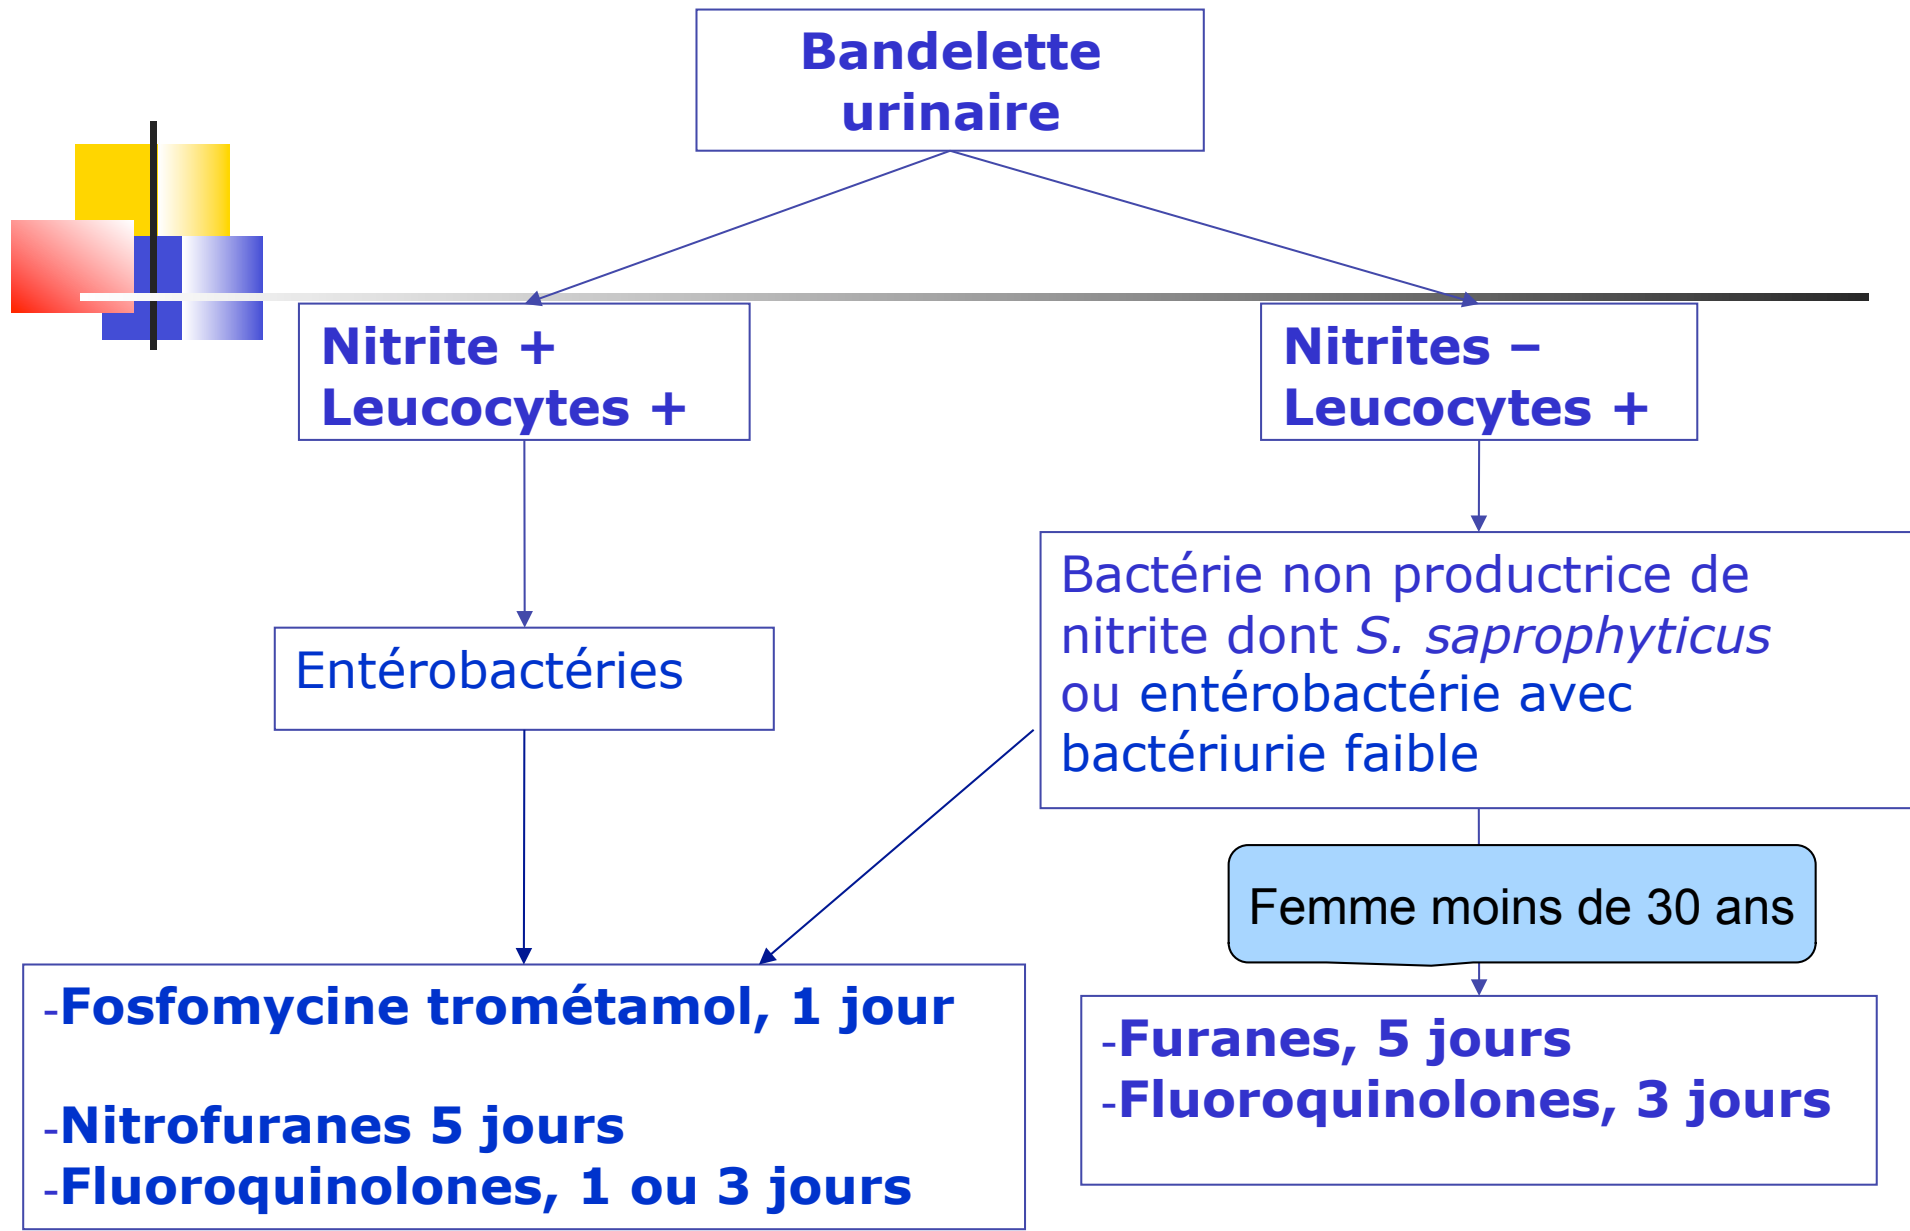 Bandelette
urinaire
Nitrite +
Leucocytes +
Nitrites –
Leucocytes +
Entérobactéries
Bactérie non productrice de
nitrite dont S. saprophyticus
ou entérobactérie avec
bactériurie faible
Femme moins de 30 ans
-Fosfomycine trométamol, 1 jour
-Nitrofuranes 5 jours
-Fluoroquinolones, 1 ou 3 jours
-Furanes, 5 jours
-Fluoroquinolones, 3 jours